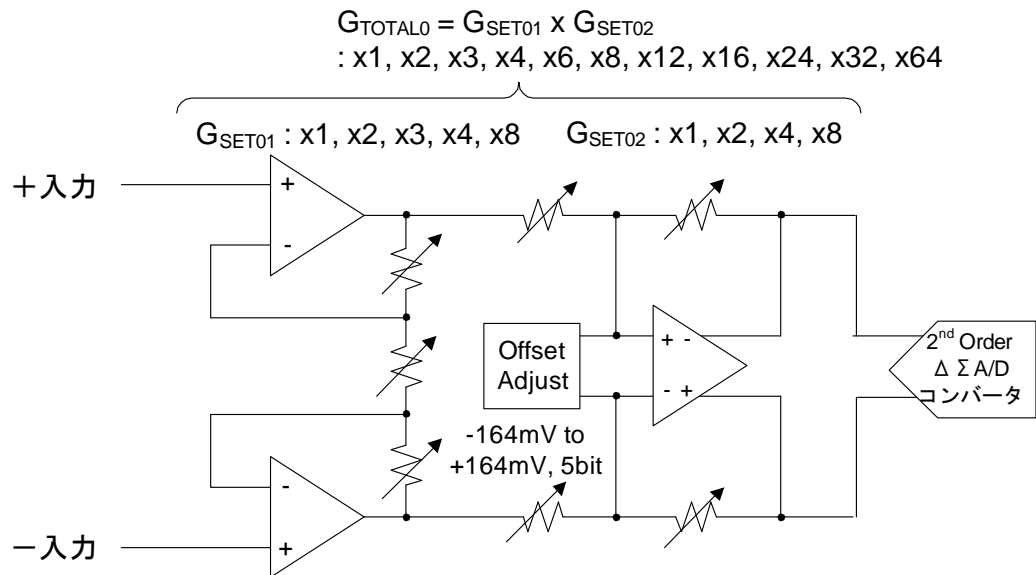 GTOTAL0 = GSET01 x GSET02
: x1, x2, x3, x4, x6, x8, x12, x16, x24, x32, x64
GSET01 : x1, x2, x3, x4, x8
GSET02 : x1, x2, x4, x8
+入力
+
-
Offset
Adjust
+ -
- +
2nd Order
ΔΣA/D
コンバータ
-164mV to
+164mV, 5bit
-
+
-入力